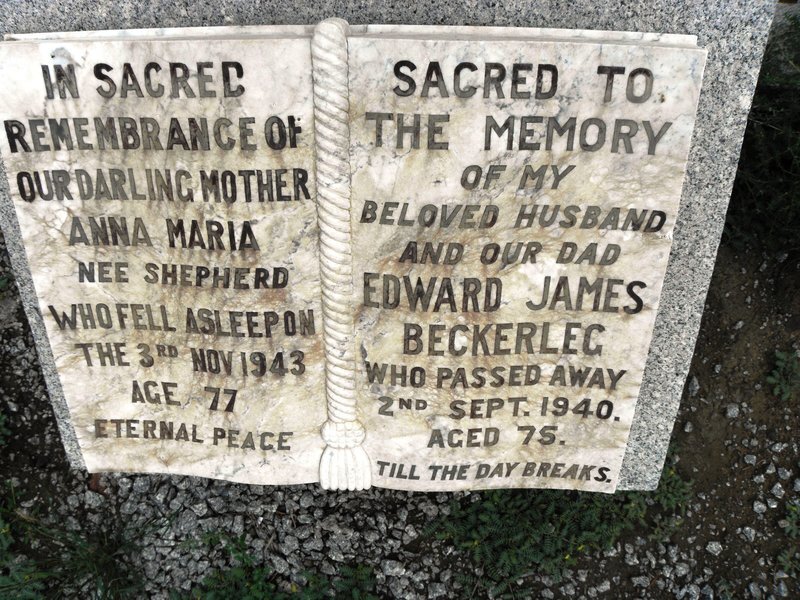 IN SACRED
REMEMBRANCE OF
OUR DARLING MOTHER
ANNA MARIA
NEE SHEPHERD
WHO FELL ASLEEP ON
THE 3RD NOV 1943
AGE 77
ETERNAL PEACE
SACRED TO
THE MEMORY
OF MY
BELOVED HUSBAND
AND OUR DAD
EDWARD JAMES
BECKERLEG
WHO PASSED AWAY
2ND SEPT. 1940.
AGED 75.
TILL THE DAY BREAKS.